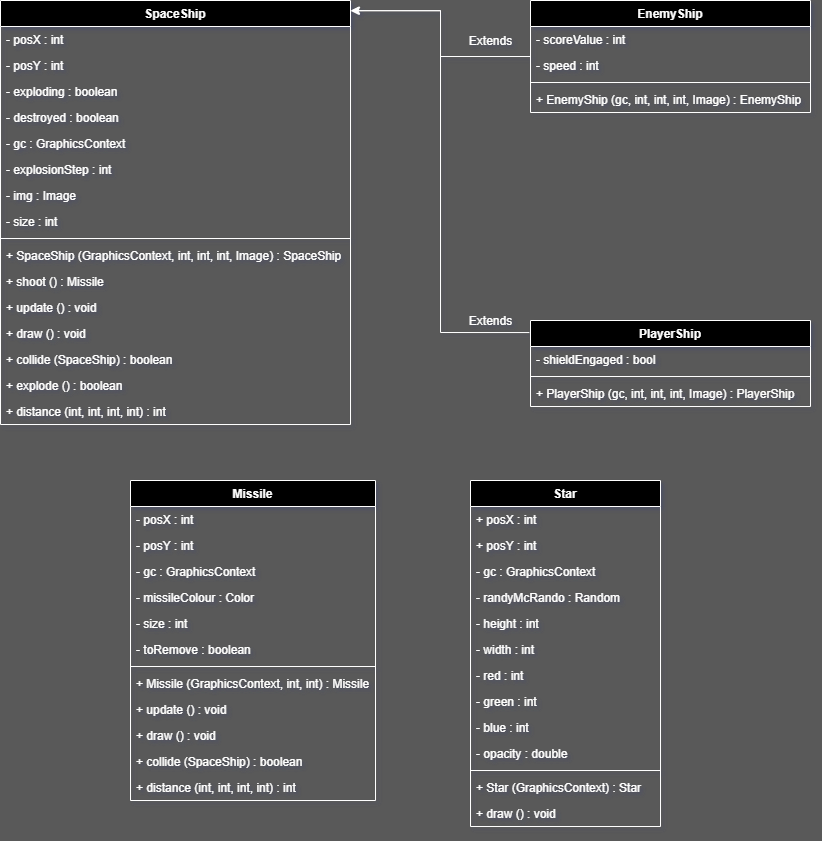 SpaceShip
- posX : int
- posY : int
- exploding : boolean
- destroyed : boolean
- gc : GraphicsContext
- explosionStep : int
- img : Image
- size : int
+ SpaceShip (GraphicsContext, int, int, int, Image) : SpaceShip
+ shoot () : Missile
+ update () : void
+ draw () : void
+ collide (SpaceShip) : boolean
+ explode () : boolean
+ distance (int, int, int, int) : int
Extends
EnemyShip
- scoreValue : int
- speed : int
+ EnemyShip (gc, int, int, int, Image) : EnemyShip
Extends
PlayerShip
- shieldEngaged : bool
+ PlayerShip (gc, int, int, int, Image) : PlayerShip
Missile
- posX : int
- posY : int
- gc : GraphicsContext
- missileColour : Color
- size : int
- toRemove : boolean
+ Missile (GraphicsContext, int, int) : Missile
+ update () : void
+ draw () : void
+ collide (SpaceShip) : boolean
+ distance (int, int, int, int) : int
Star
+ posX : int
+ posY : int
- gc : GraphicsContext
- randyMcRando : Random
- height : int
- width : int
- red : int
- green : int
- blue : int
- opacity : double
+ Star (GraphicsContext) : Star
+ draw () : void